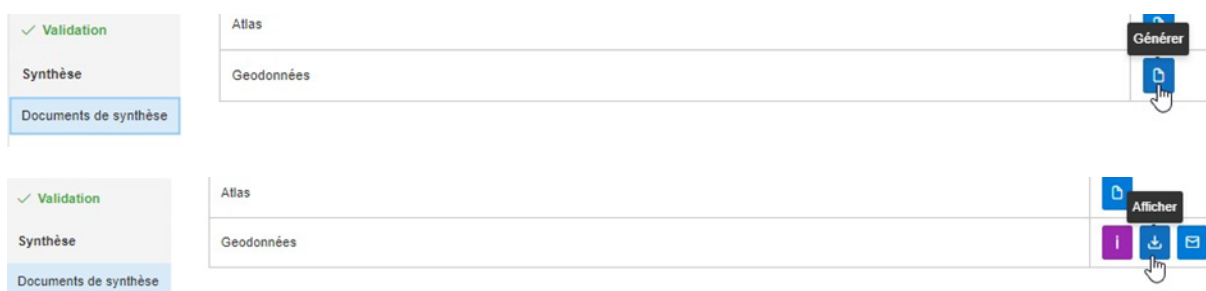 Validation
Atlas
Générer
Synthèse
Geodonnées
Documents de synthèse
Validation
Atlas
Afficher
Synthèse
Geodonnées
i
Documents de synthèse